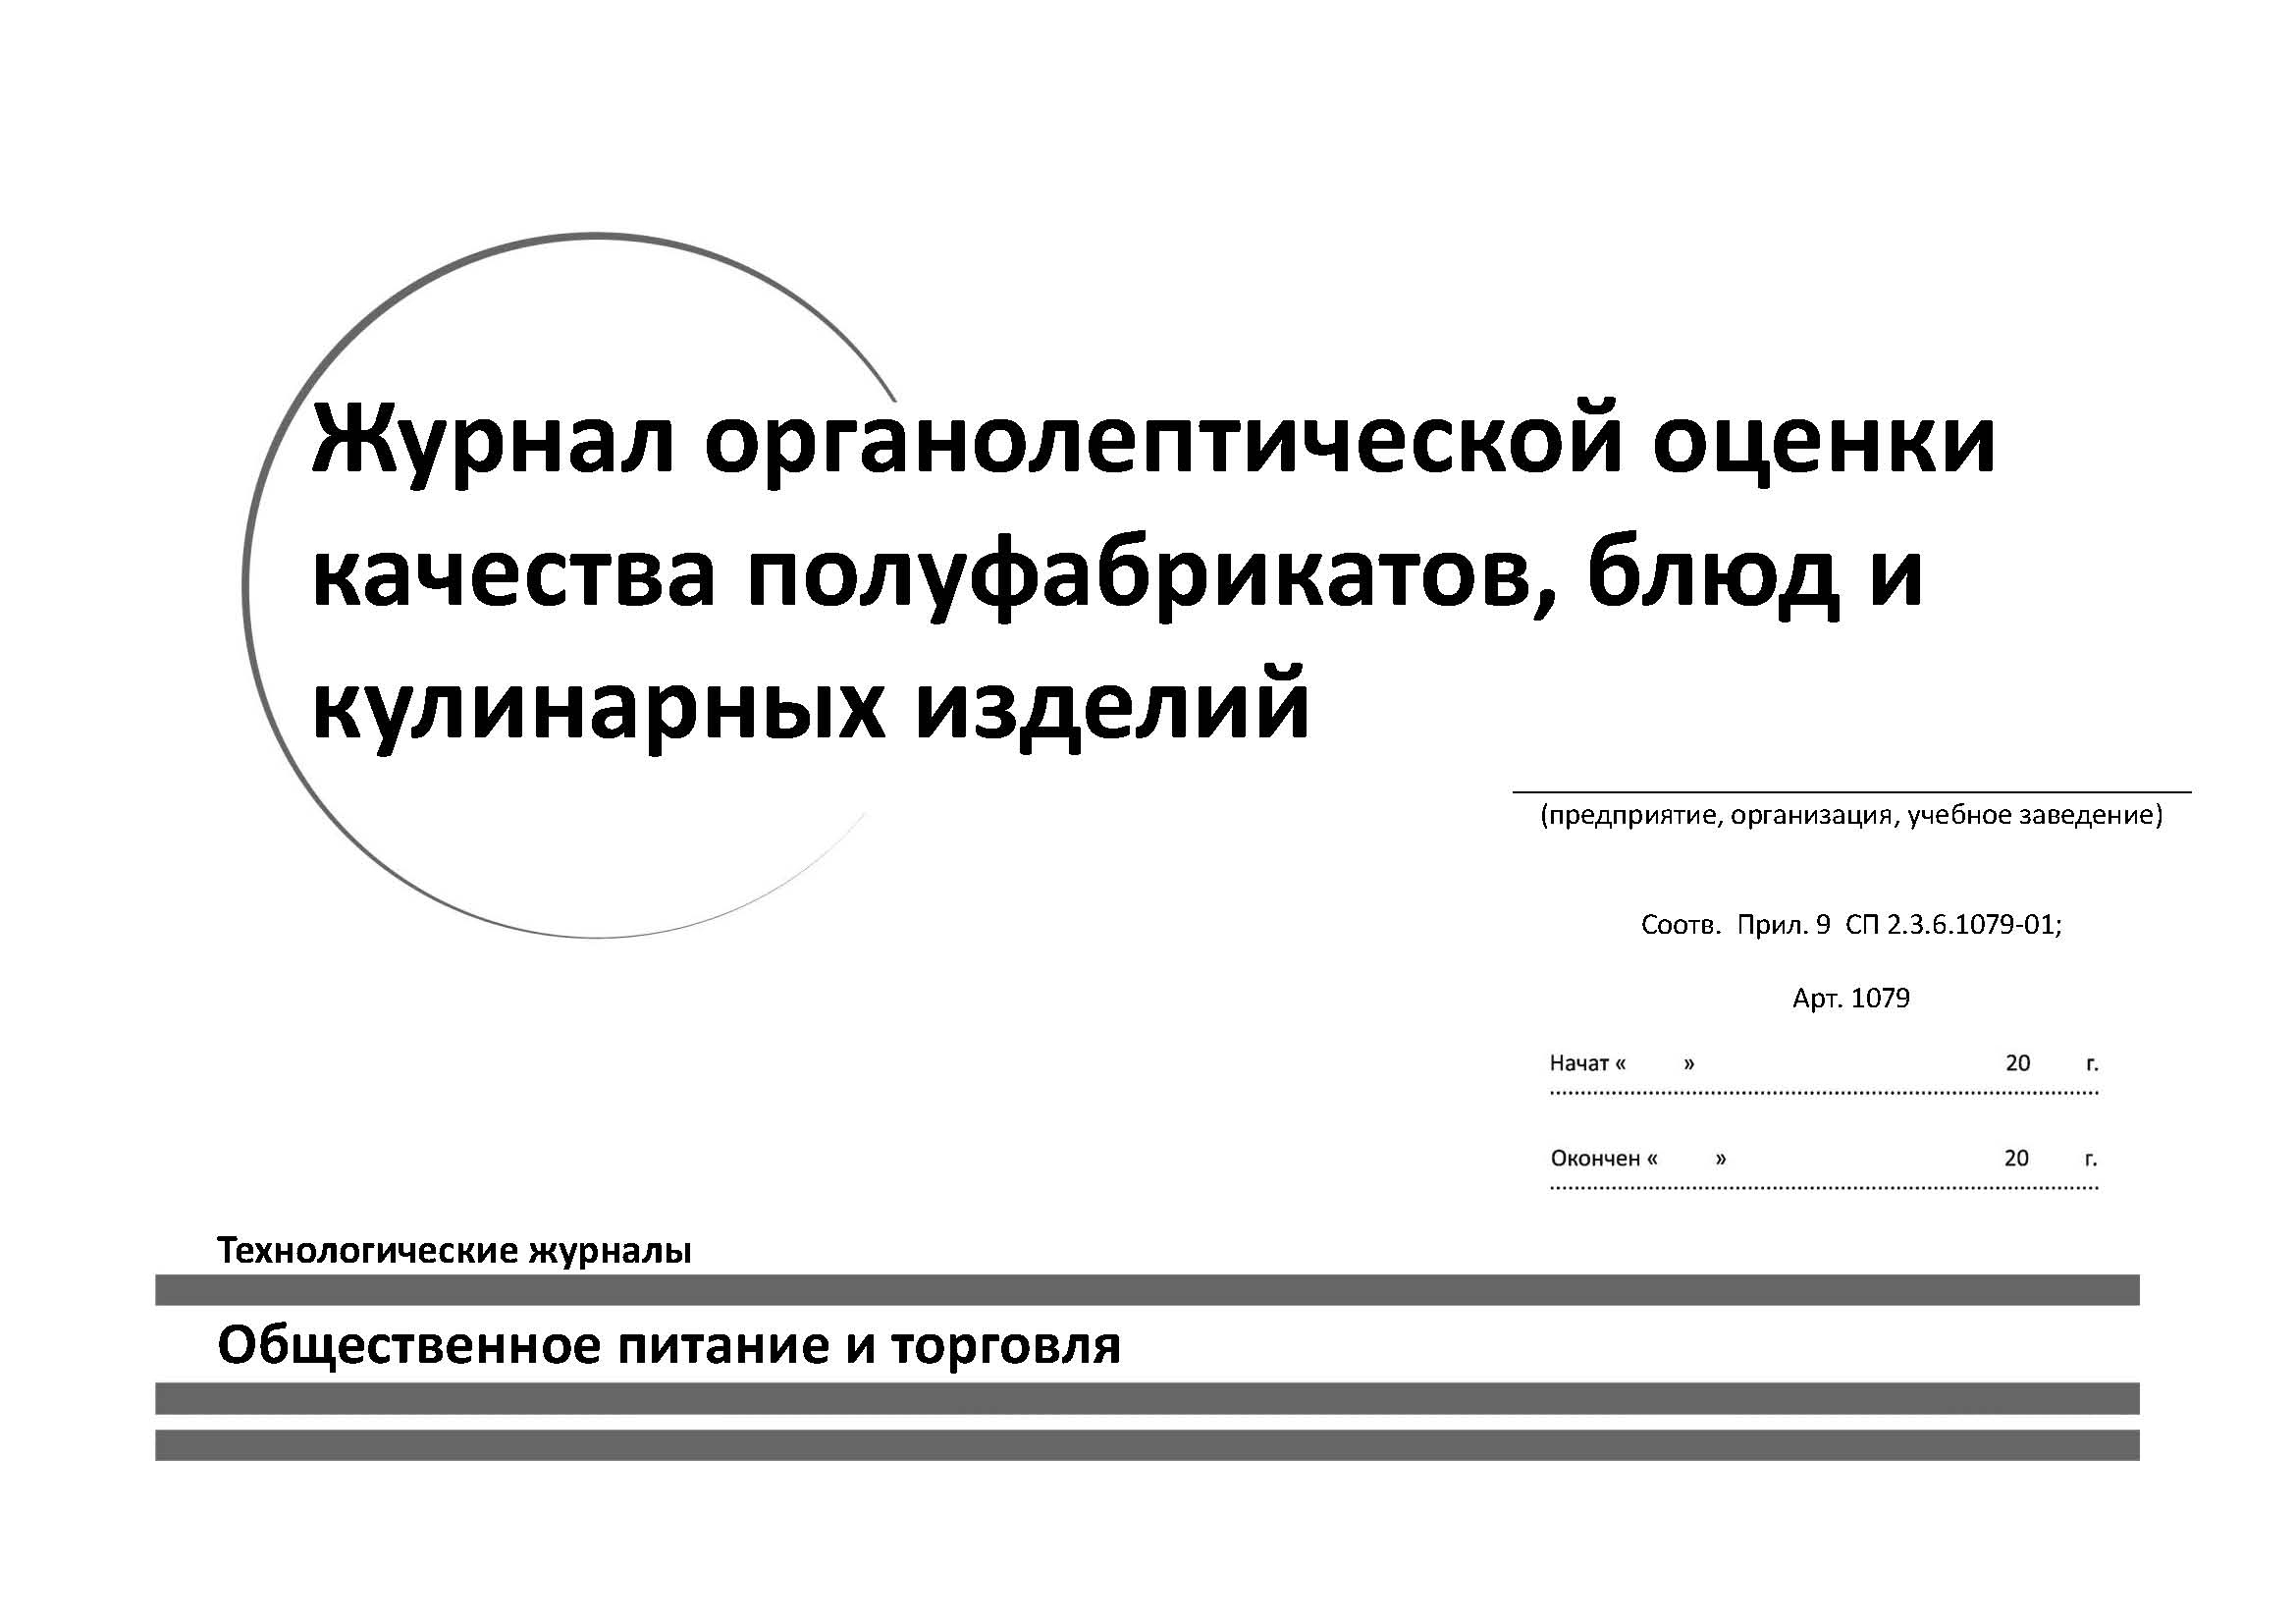 Журнал органолептической оценки
качества полуфабрикатов, блюд и
кулинарных изделий
(предприятие, организация, учебное заведение)
Соотв. Прил. 9 СП 2.3.6.1079-01;
Арт. 1079
Начат « » 20 г.
Окончен « » 20 г.
Технологические журналы
Общественное питание и торговля